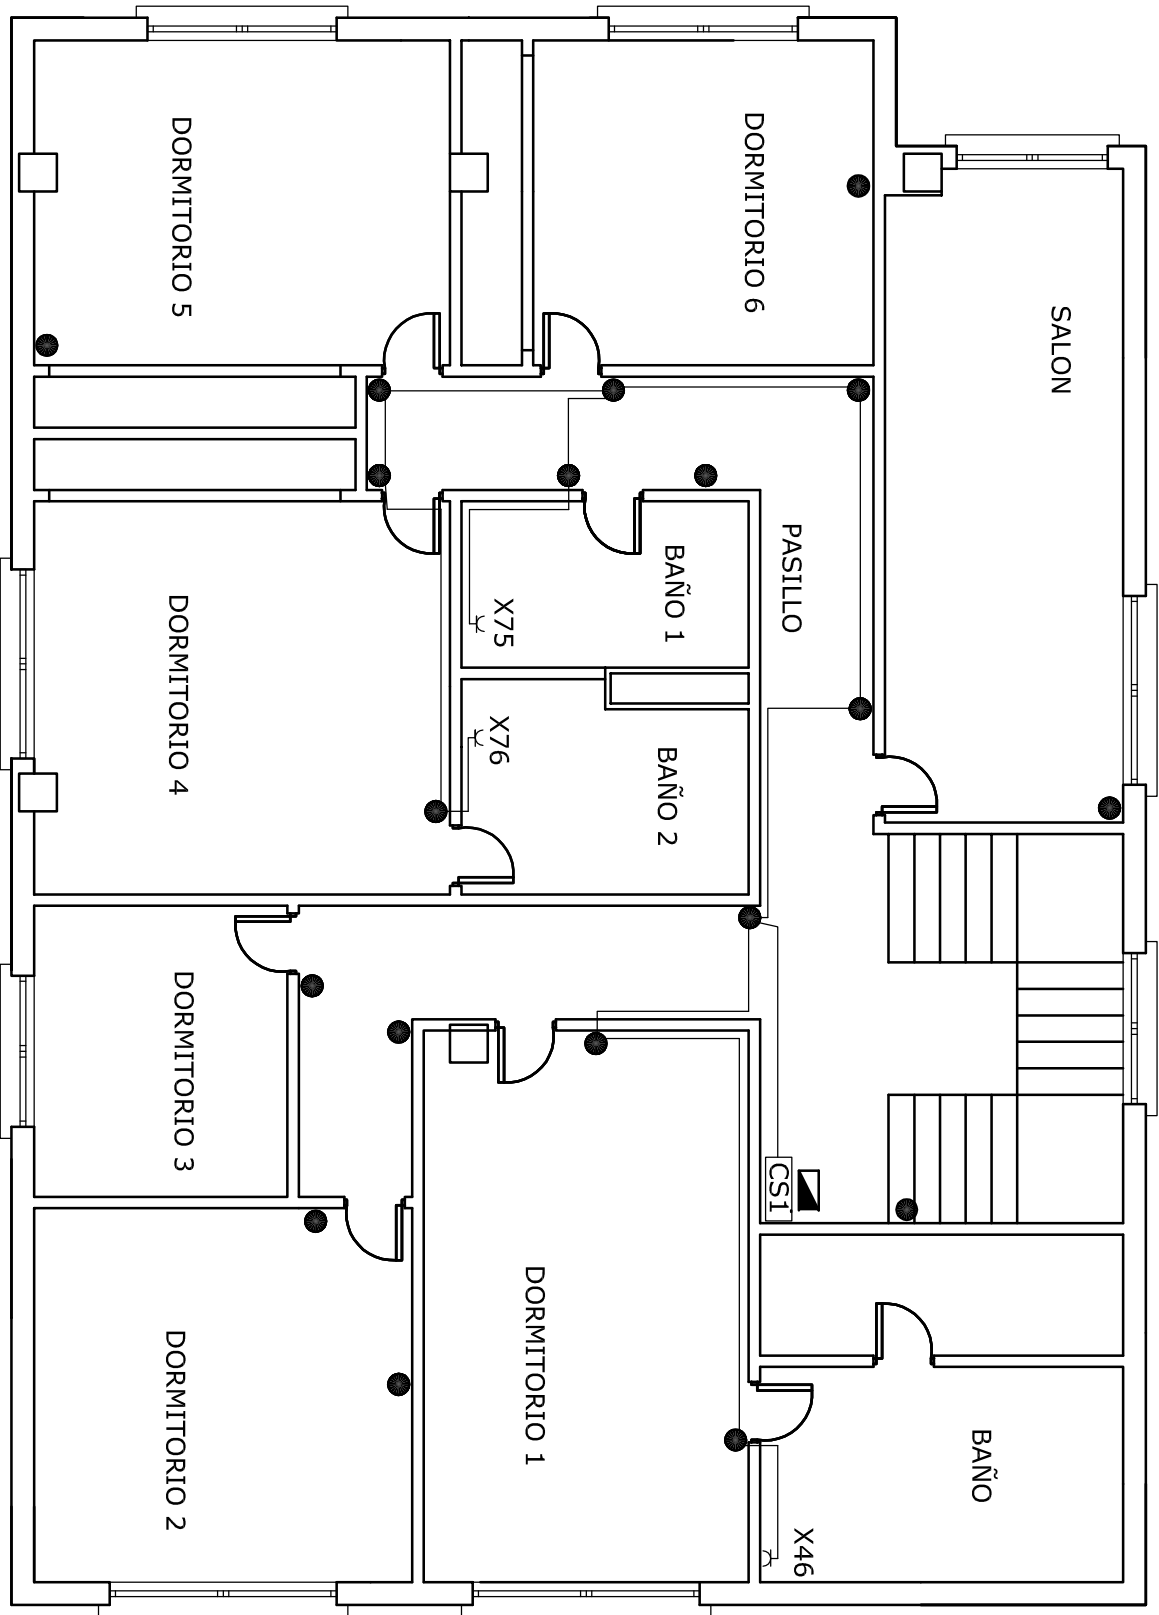 DORMITORIO 5
DORMITORIO 6
SALON
DORMITORIO 4
X75
BAÑO 1
PASILLO
X76
BAÑO 2
DORMITORIO 3
CS1
DORMITORIO 2
DORMITORIO 1
BAÑO
X46